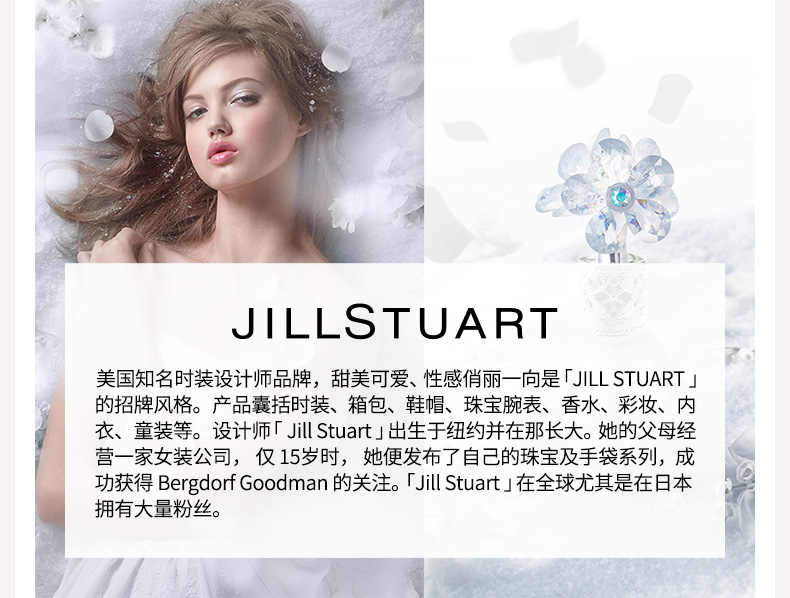 JILLSTUART
美国知名时装设计师品牌，甜美可爱、性感俏丽一向是「JILL STUART」
的招牌风格。产品囊括时装、箱包、鞋帽、珠宝腕表、香水、彩妆、内
衣、童装等。设计师「Jill Stuart」出生于纽约并在那长大。她的父母经
营一家女装公司， 仅 15岁时， 她便发布了自己的珠宝及手袋系列，成
功获得 Bergdorf Goodman 的关注。「Jill Stuart 」在全球尤其是在日本
拥有大量粉丝。